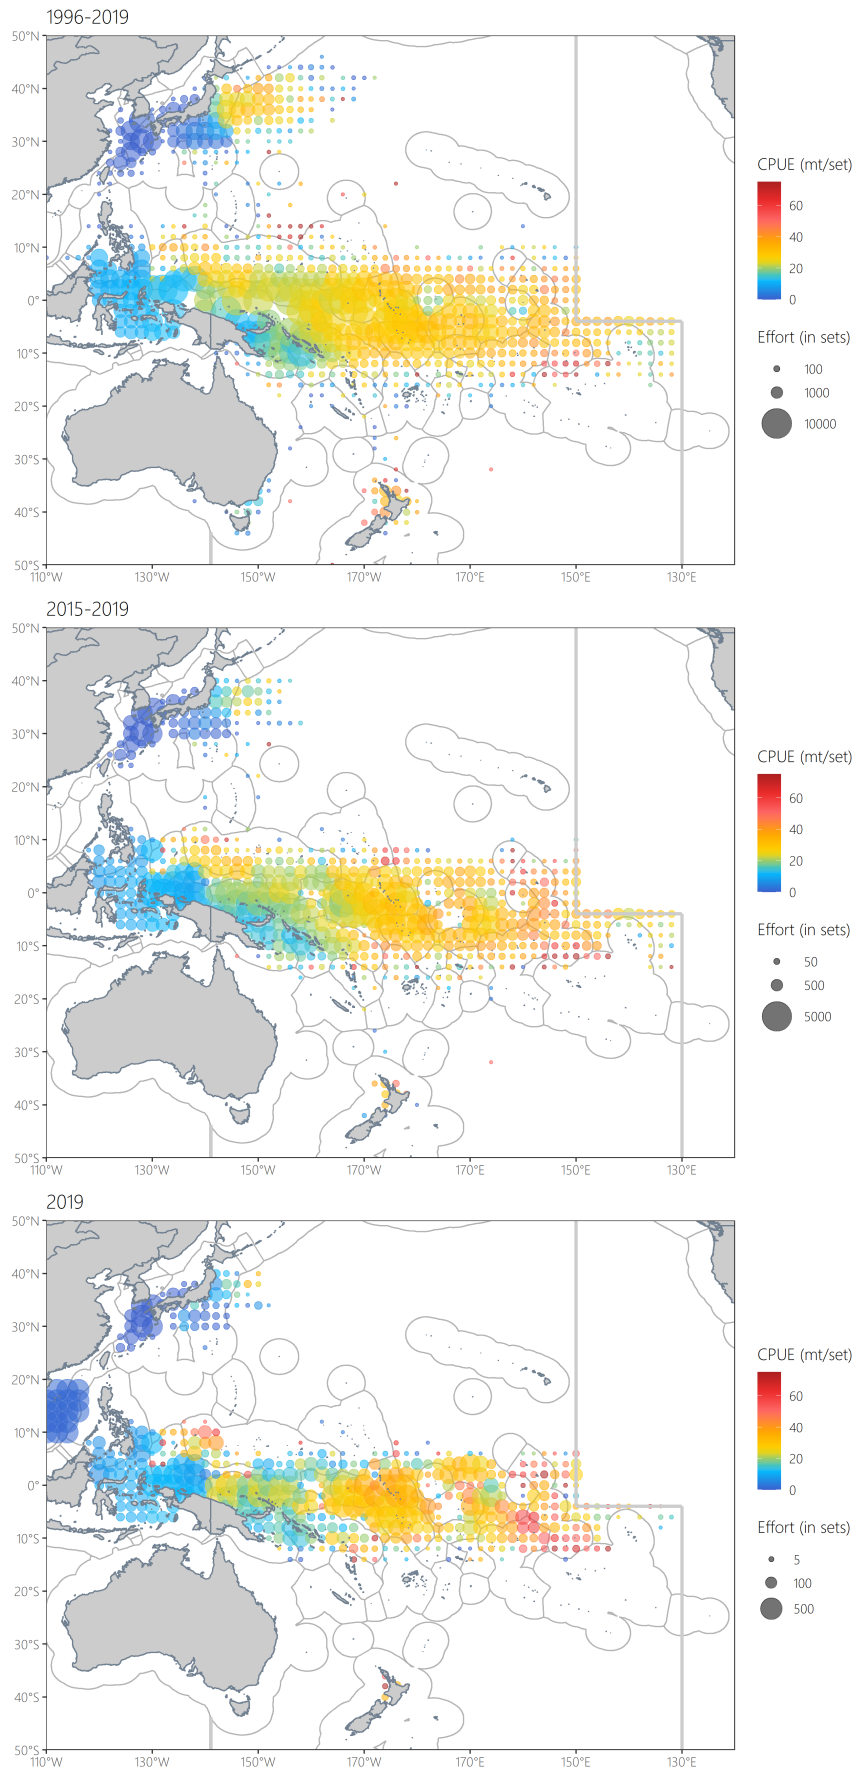 1996-2019
50°N
40°N
30°N
20°N
10°N
0°
10°S
20°S
30°S
40°S
50°S
110°W 130°W 150°W 170°W 170°E 150°E 130°E
CPUE (mt/set)
60
40
20
0
Effort (in sets)
100
1000
10000
2015-2019
50°N
40°N
30°N
20°N
10°N
0°
10°S
20°S
30°S
40°S
50°S
110°W 130°W 150°W 170°W 170°E 150°E 130°E
CPUE (mt/set)
60
40
20
0
Effort (in sets)
50
500
5000
2019
50°N
40°N
30°N
20°N
10°N
0°
10°S
20°S
30°S
40°S
50°S
110°W 130°W 150°W 170°W 170°E 150°E 130°E
CPUE (mt/set)
60
40
20
0
Effort (in sets)
5
100
500